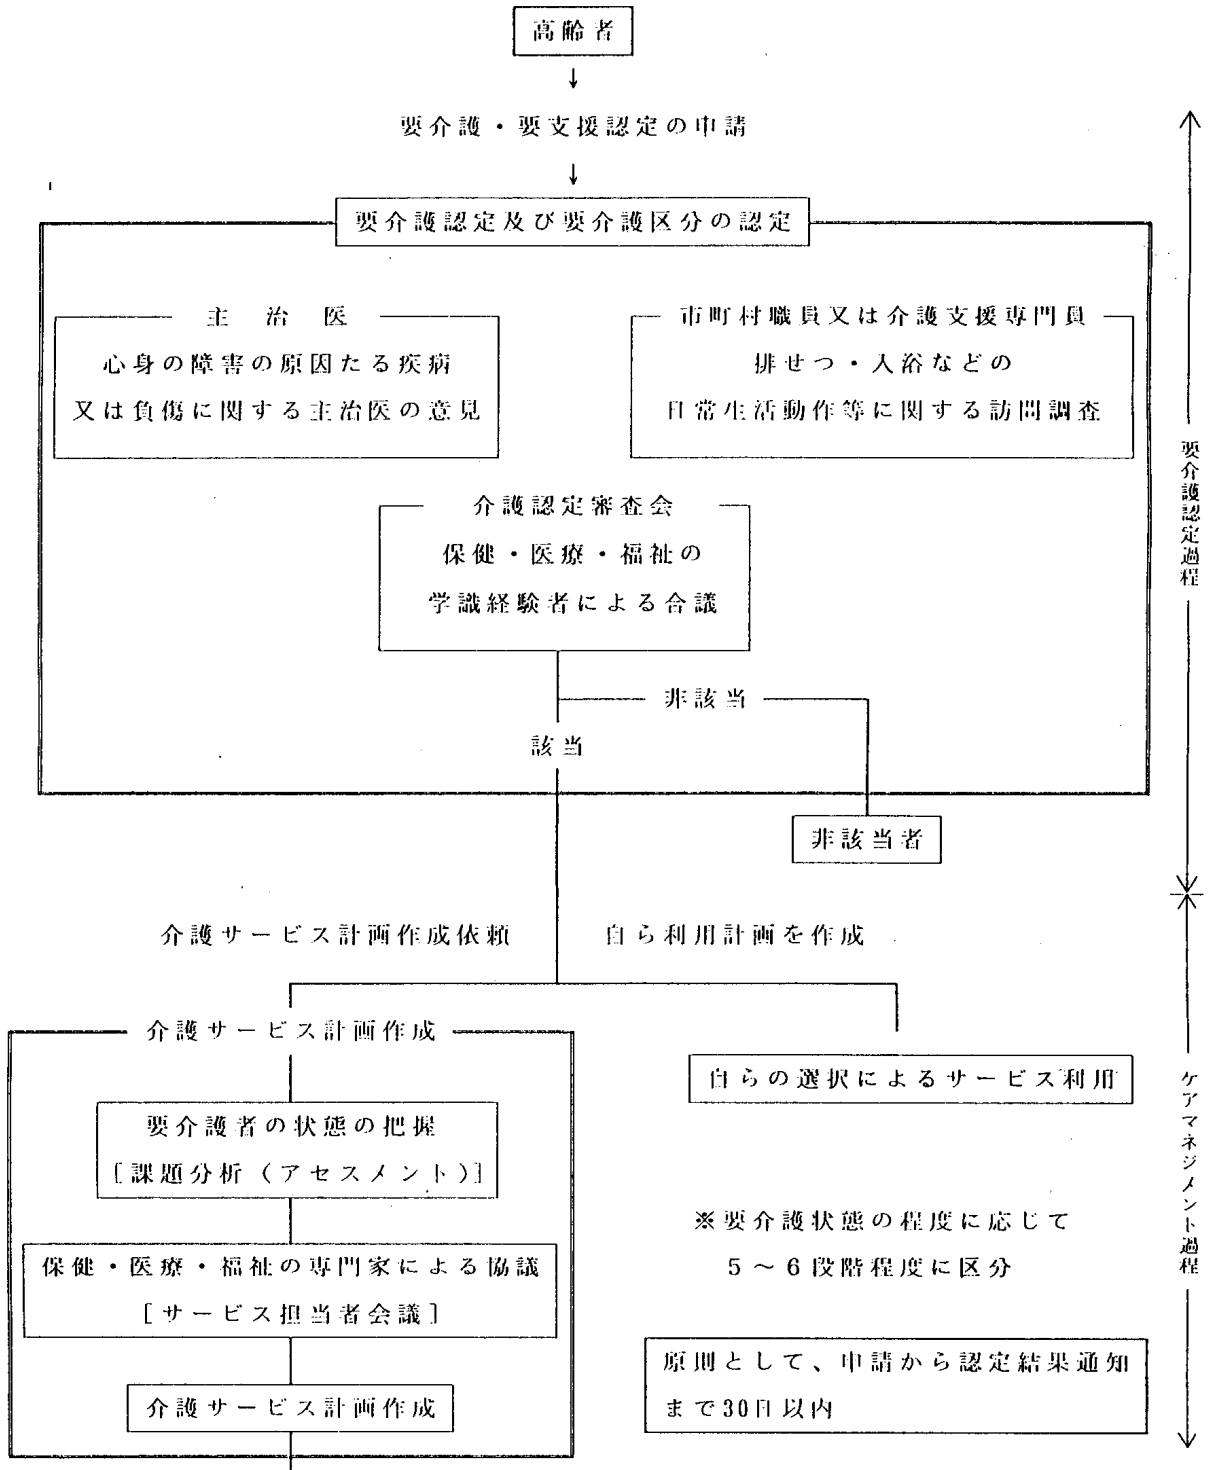 高齢者
↓
要介護・要支援認定の申請
↓
要介護認定及び要介護区分の認定
主治医
心身の障害の原因たる疾病
又は負傷に関する主治医の意見
市町村職員又は介護支援専門員
排せつ・入浴などの
日常生活動作等に関する訪問調査
介護認定審査会
保健・医療・福祉の
学識経験者による合議
非該当
該当
非該当者
要介護認定過程
介護サービス計画作成依頼
自ら利用計画を作成
介護サービス計画作成
要介護者の状態の把握
[課題分析（アセスメント）]
保健・医療・福祉の専門家による協議
[サービス担当者会議]
介護サービス計画作成
自らの選択によるサービス利用
※要介護状態の程度に応じて
5～6段階程度に区分
原則として、申請から認定結果通知
まで30日以内
ケアマネジメント過程